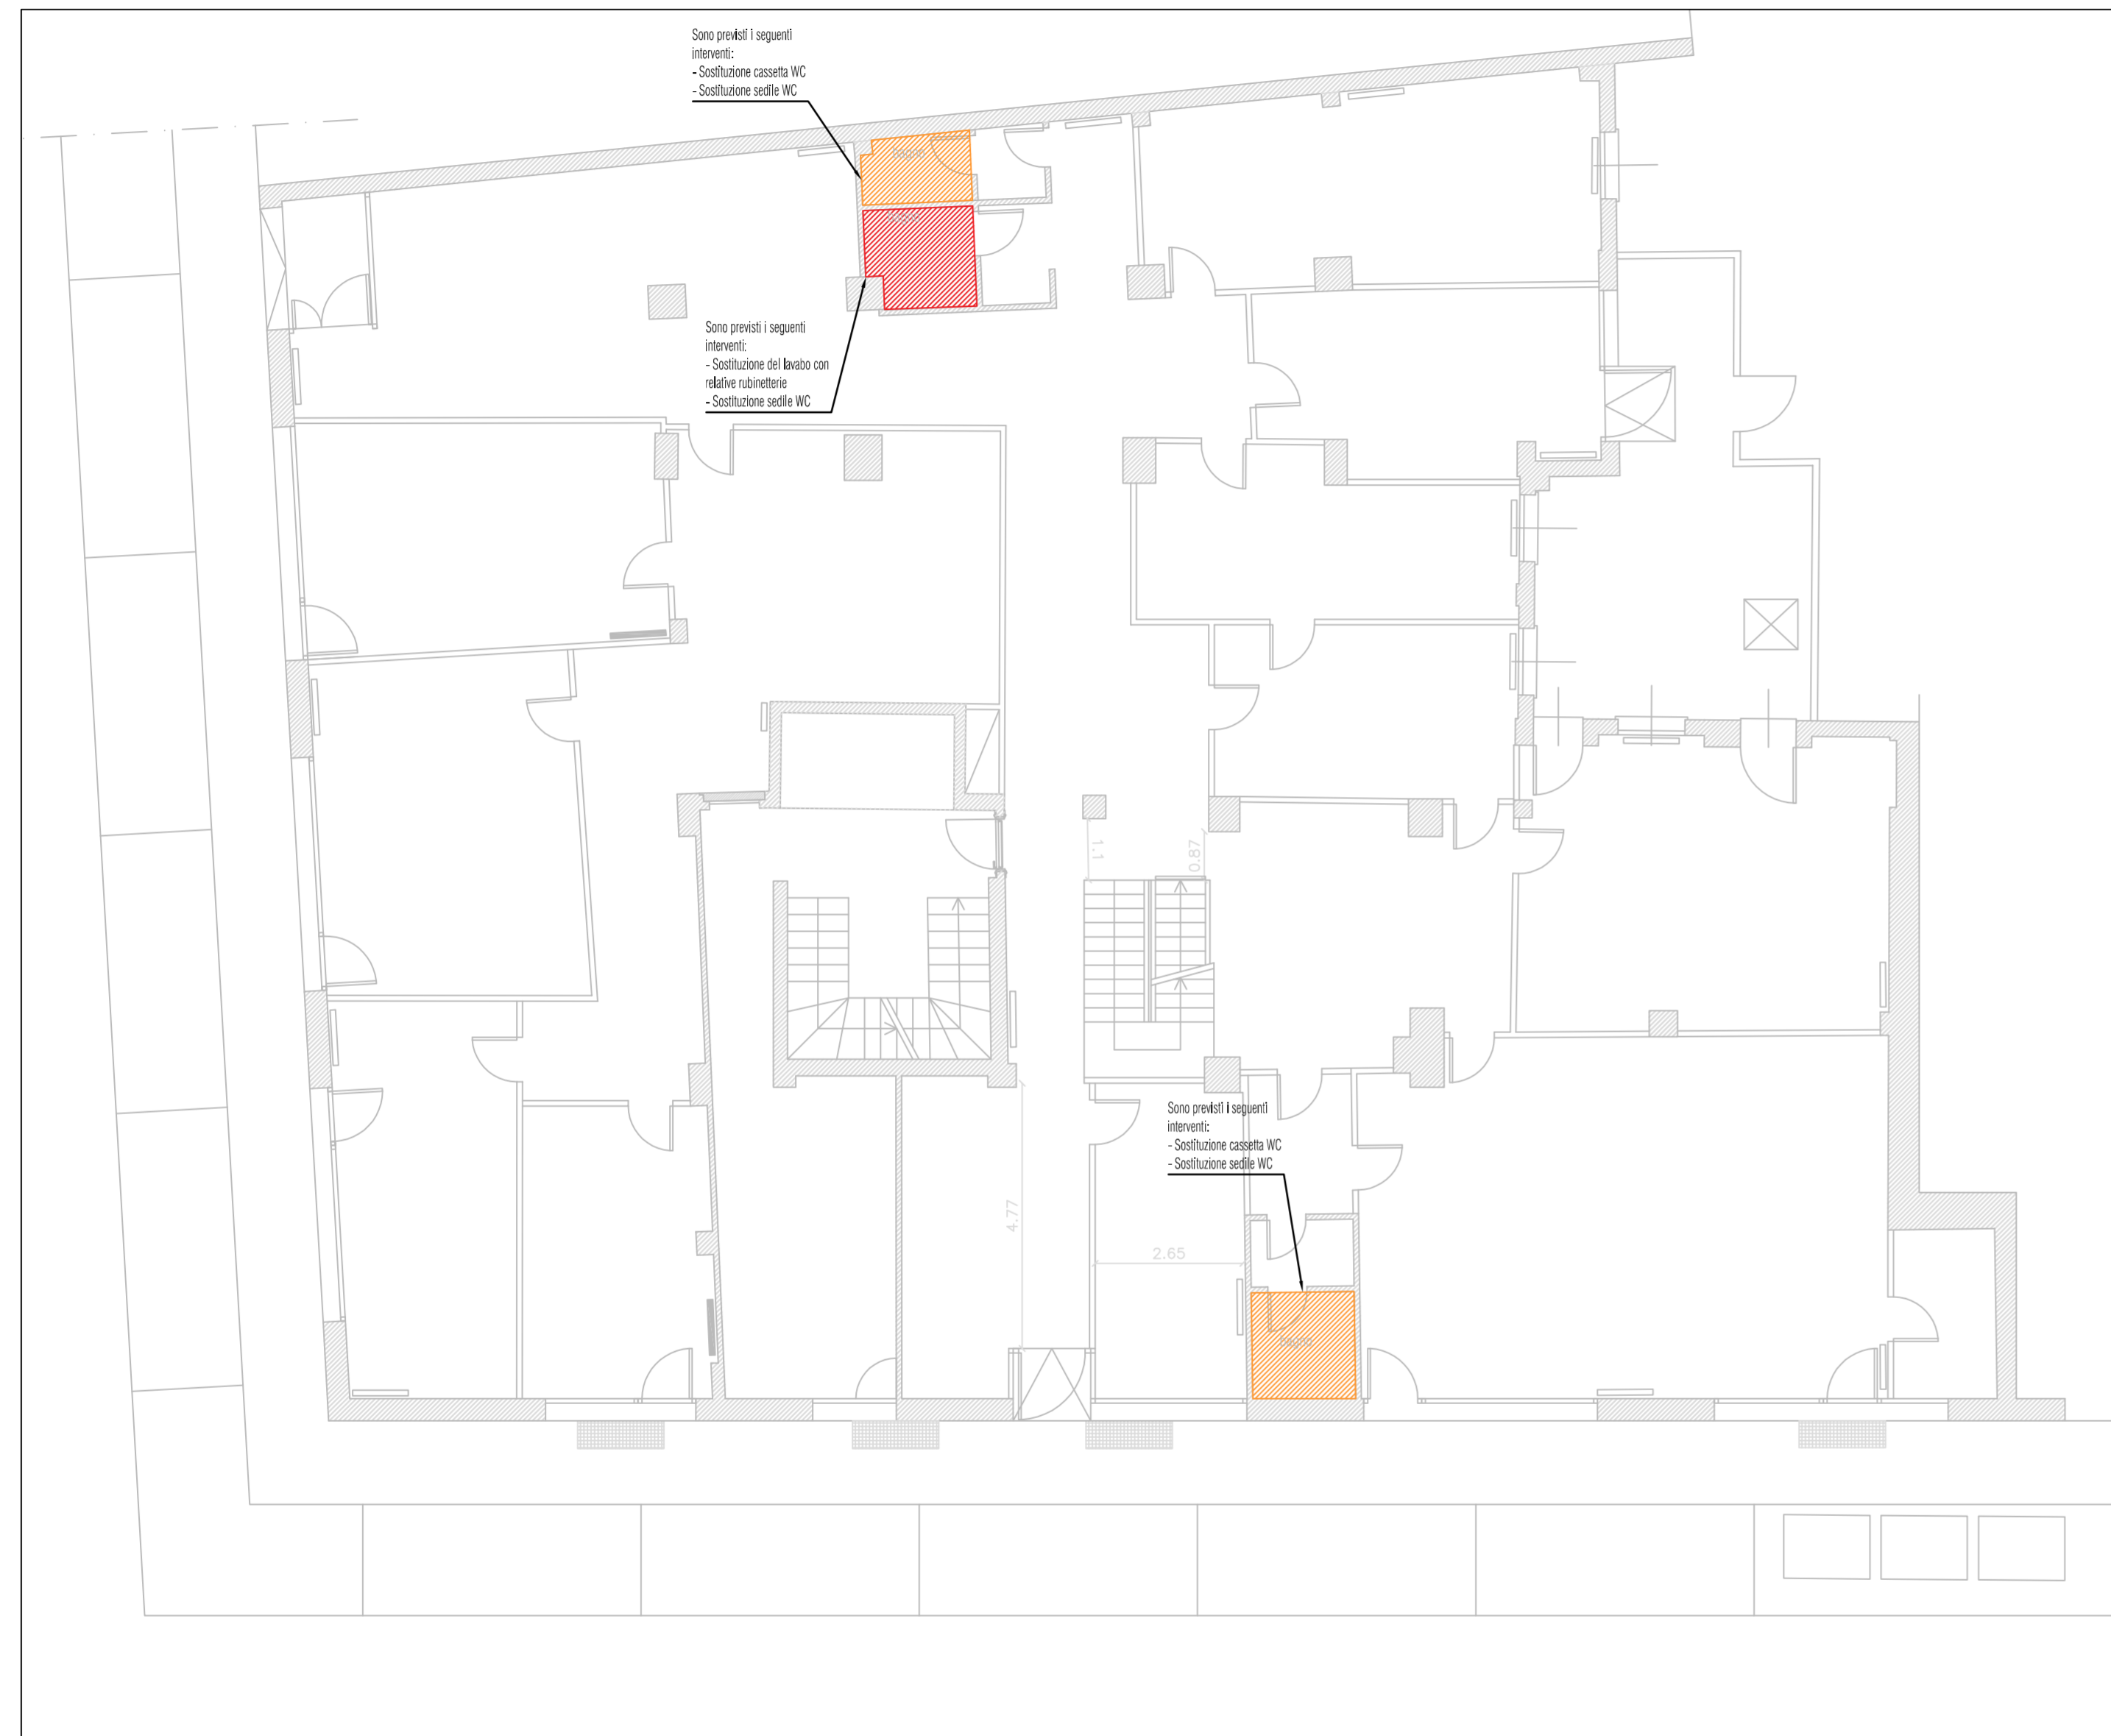 Sono previsti i seguenti
interventi:
- Sostituzione cassetta WC
- Sostituzione sedile WC
bagno
Sono previsti i seguenti
interventi:
- Sostituzione del lavabo con
relative rubinetterie
- Sostituzione sedile WC
1.1
0.87
Sono previsti i seguenti
interventi:
- Sostituzione cassetta WC
- Sostituzione sedile WC
4.77
2.65
bagno